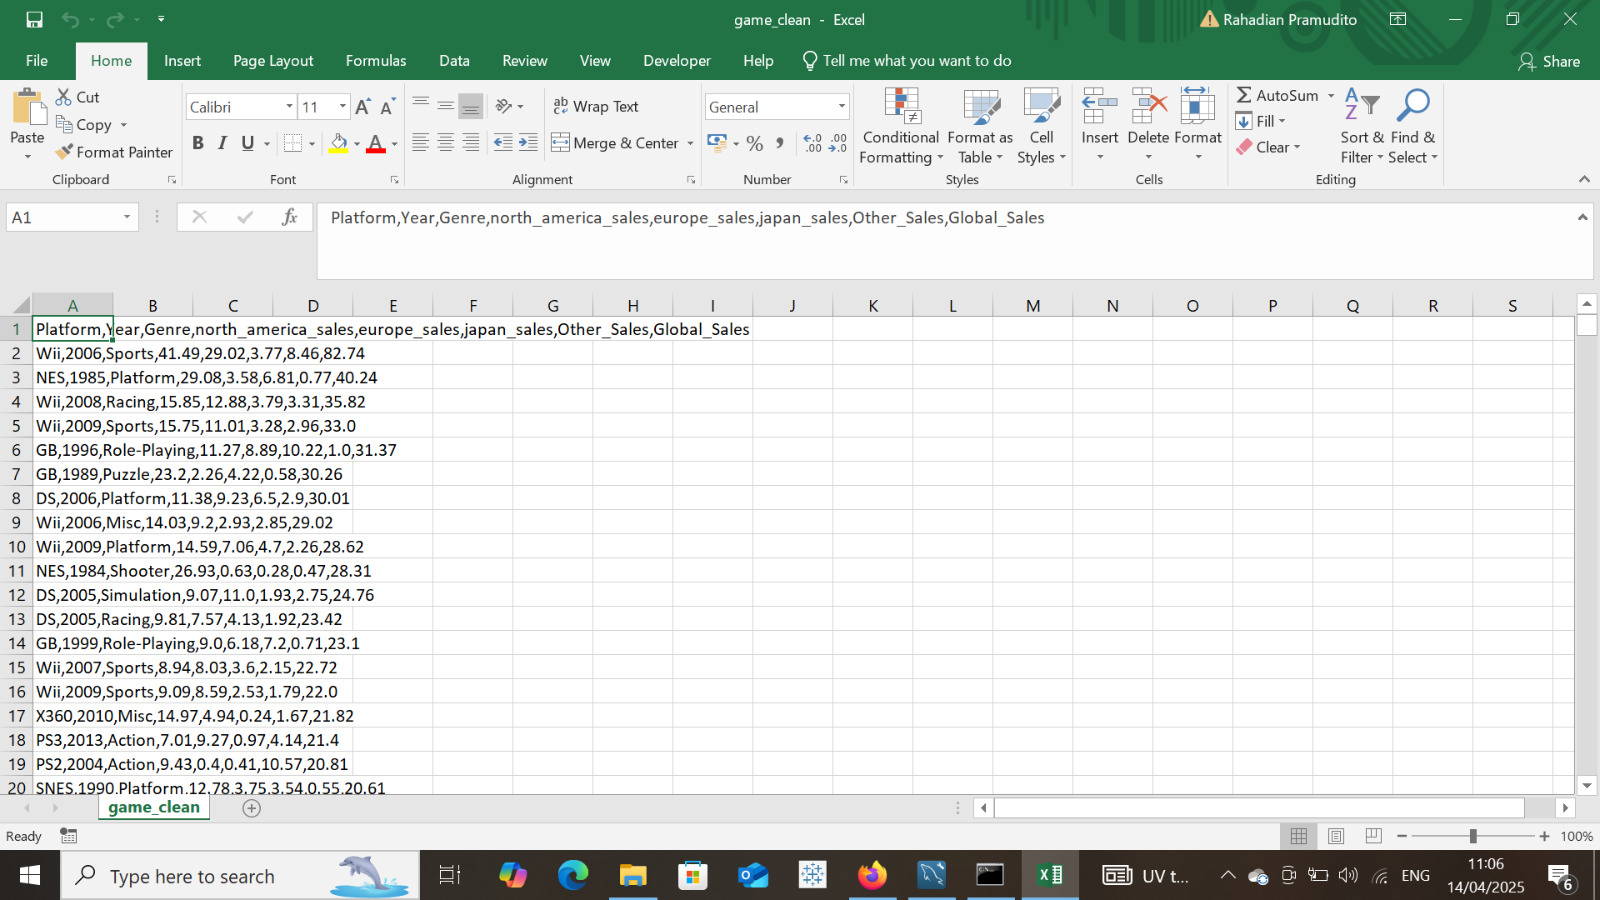 game_clean - Excel
Rahadian Pramudito
File Home Insert Page Layout Formulas Data Review View Developer Help Tell me what you want to do Share
Paste
Cut
Copy
Format Painter
Clipboard
Calibri 11
B I U
Font
ab Wrap Text
Merge & Center
Alignment
General
Number
Conditional Formatting
Format as Table
Cell Styles
Styles
Insert Delete Format
Cells
AutoSum
Fill
Clear
Sort & Filter
Find & Select
Editing
A1
fx
Platform,Year,Genre,north_america_sales,europe_sales,japan_sales,Other_Sales,Global_Sales
A B C D E F G H I J K L M N O P Q R S
1 Platform,Year,Genre,north_america_sales,europe_sales,japan_sales,Other_Sales,Global_Sales
2 Wii,2006,Sports,41.49,29.02,3.77,8.46,82.74
3 NES,1985,Platform,29.08,3.58,6.81,0.77,40.24
4 Wii,2008,Racing,15.85,12.88,3.79,3.31,35.82
5 Wii,2009,Sports,15.75,11.01,3.28,2.96,33.0
6 GB,1996,Role-Playing,11.27,8.89,10.22,1.0,31.37
7 GB,1989,Puzzle,23.2,2.26,4.22,0.58,30.26
8 DS,2006,Platform,11.38,9.23,6.5,2.9,30.01
9 Wii,2006,Misc,14.03,9.2,2.93,2.85,29.02
10 Wii,2009,Platform,14.59,7.06,4.7,2.26,28.62
11 NES,1984,Shooter,26.93,0.63,0.28,0.47,28.31
12 DS,2005,Simulation,9.07,11.0,1.93,2.75,24.76
13 DS,2005,Racing,9.81,7.57,4.13,1.92,23.42
14 GB,1999,Role-Playing,9.0,6.18,7.2,0.71,23.1
15 Wii,2007,Sports,8.94,8.03,3.6,2.15,22.72
16 Wii,2009,Sports,9.09,8.59,2.53,1.79,22.0
17 X360,2010,Misc,14.97,4.94,0.24,1.67,21.82
18 PS3,2013,Action,7.01,9.27,0.97,4.14,21.4
19 PS2,2004,Action,9.43,0.4,0.41,10.57,20.81
20 SNES,1990,Platform,12.78,3.75,3.54,0.55,20.61
game_clean
Ready
100%
Type here to search
UV t...
ENG
11:06
14/04/2025
6